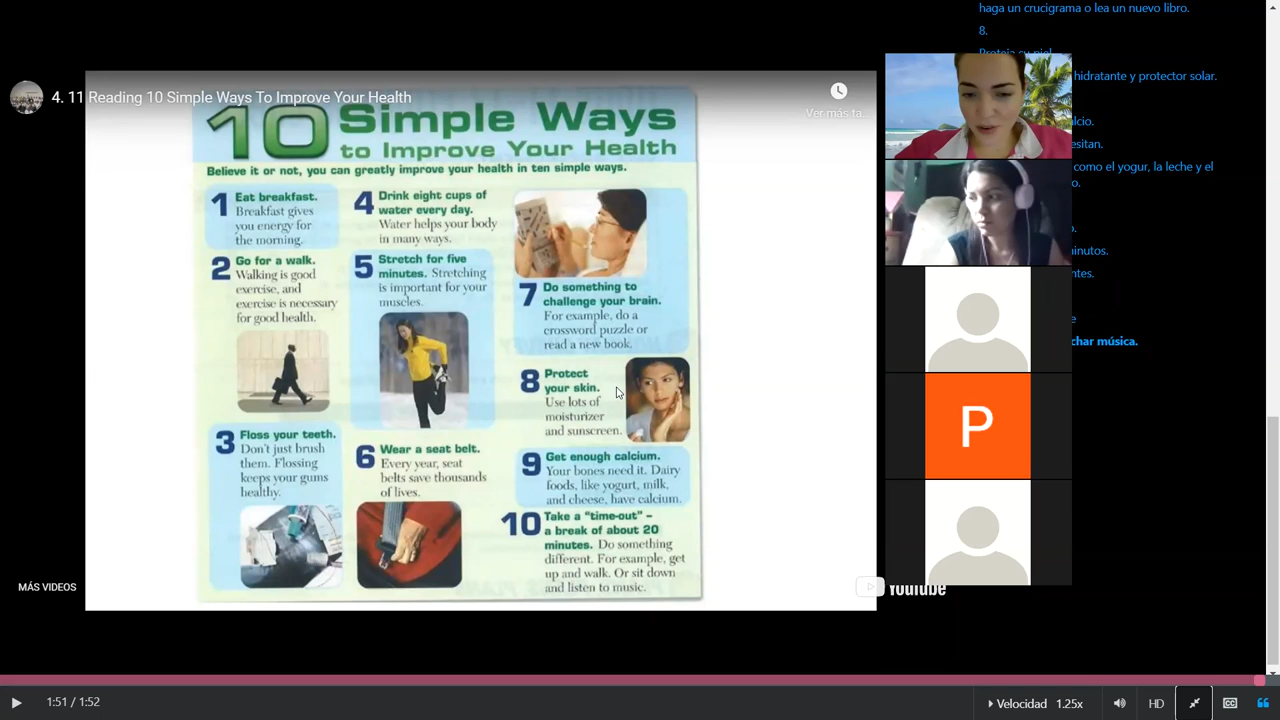 haga un crucigrama o lea un nuevo libro.
8.
Proteja su piel
hidratante y protector solar.
lcio.
esitan.
como el yogur, la leche y el
o.
o.
inutos.
ntes.
e
char música.
4. 11 Reading 10 Simple Ways To Improve Your Health
Ver más ta...
10 Simple Ways
to Improve Your Health
Believe it or not, you can greatly improve your health in ten simple ways.
1 Eat breakfast.
Breakfast gives
you energy for
the morning.
2 Go for a walk.
Walking is good
exercise, and
exercise is necessary
for good health.
3 Floss your teeth.
Don't just brush
them. Flossing
keeps your gums
healthy.
4 Drink eight cups of
water every day.
Water helps your body
in many ways.
5 Stretch for five
minutes. Stretching
is important for your
muscles.
6 Wear a seat belt.
Every year, seat
belts save thousands
of lives.
7 Do something to
challenge your brain.
For example, do a
crossword puzzle or
read a new book.
8 Protect
your skin.
Use lots of
moisturizer
and sunscreen.
9 Get enough calcium.
Your bones need it. Dairy
foods, like yogurt, milk,
and cheese, have calcium.
10 Take a “time-out” –
a break of about 20
minutes. Do something
different. For example, get
up and walk. Or sit down
and listen to music.
P
MÁS VIDEOS
YouTube
1:51 / 1:52
Velocidad 1.25x
HD
CC